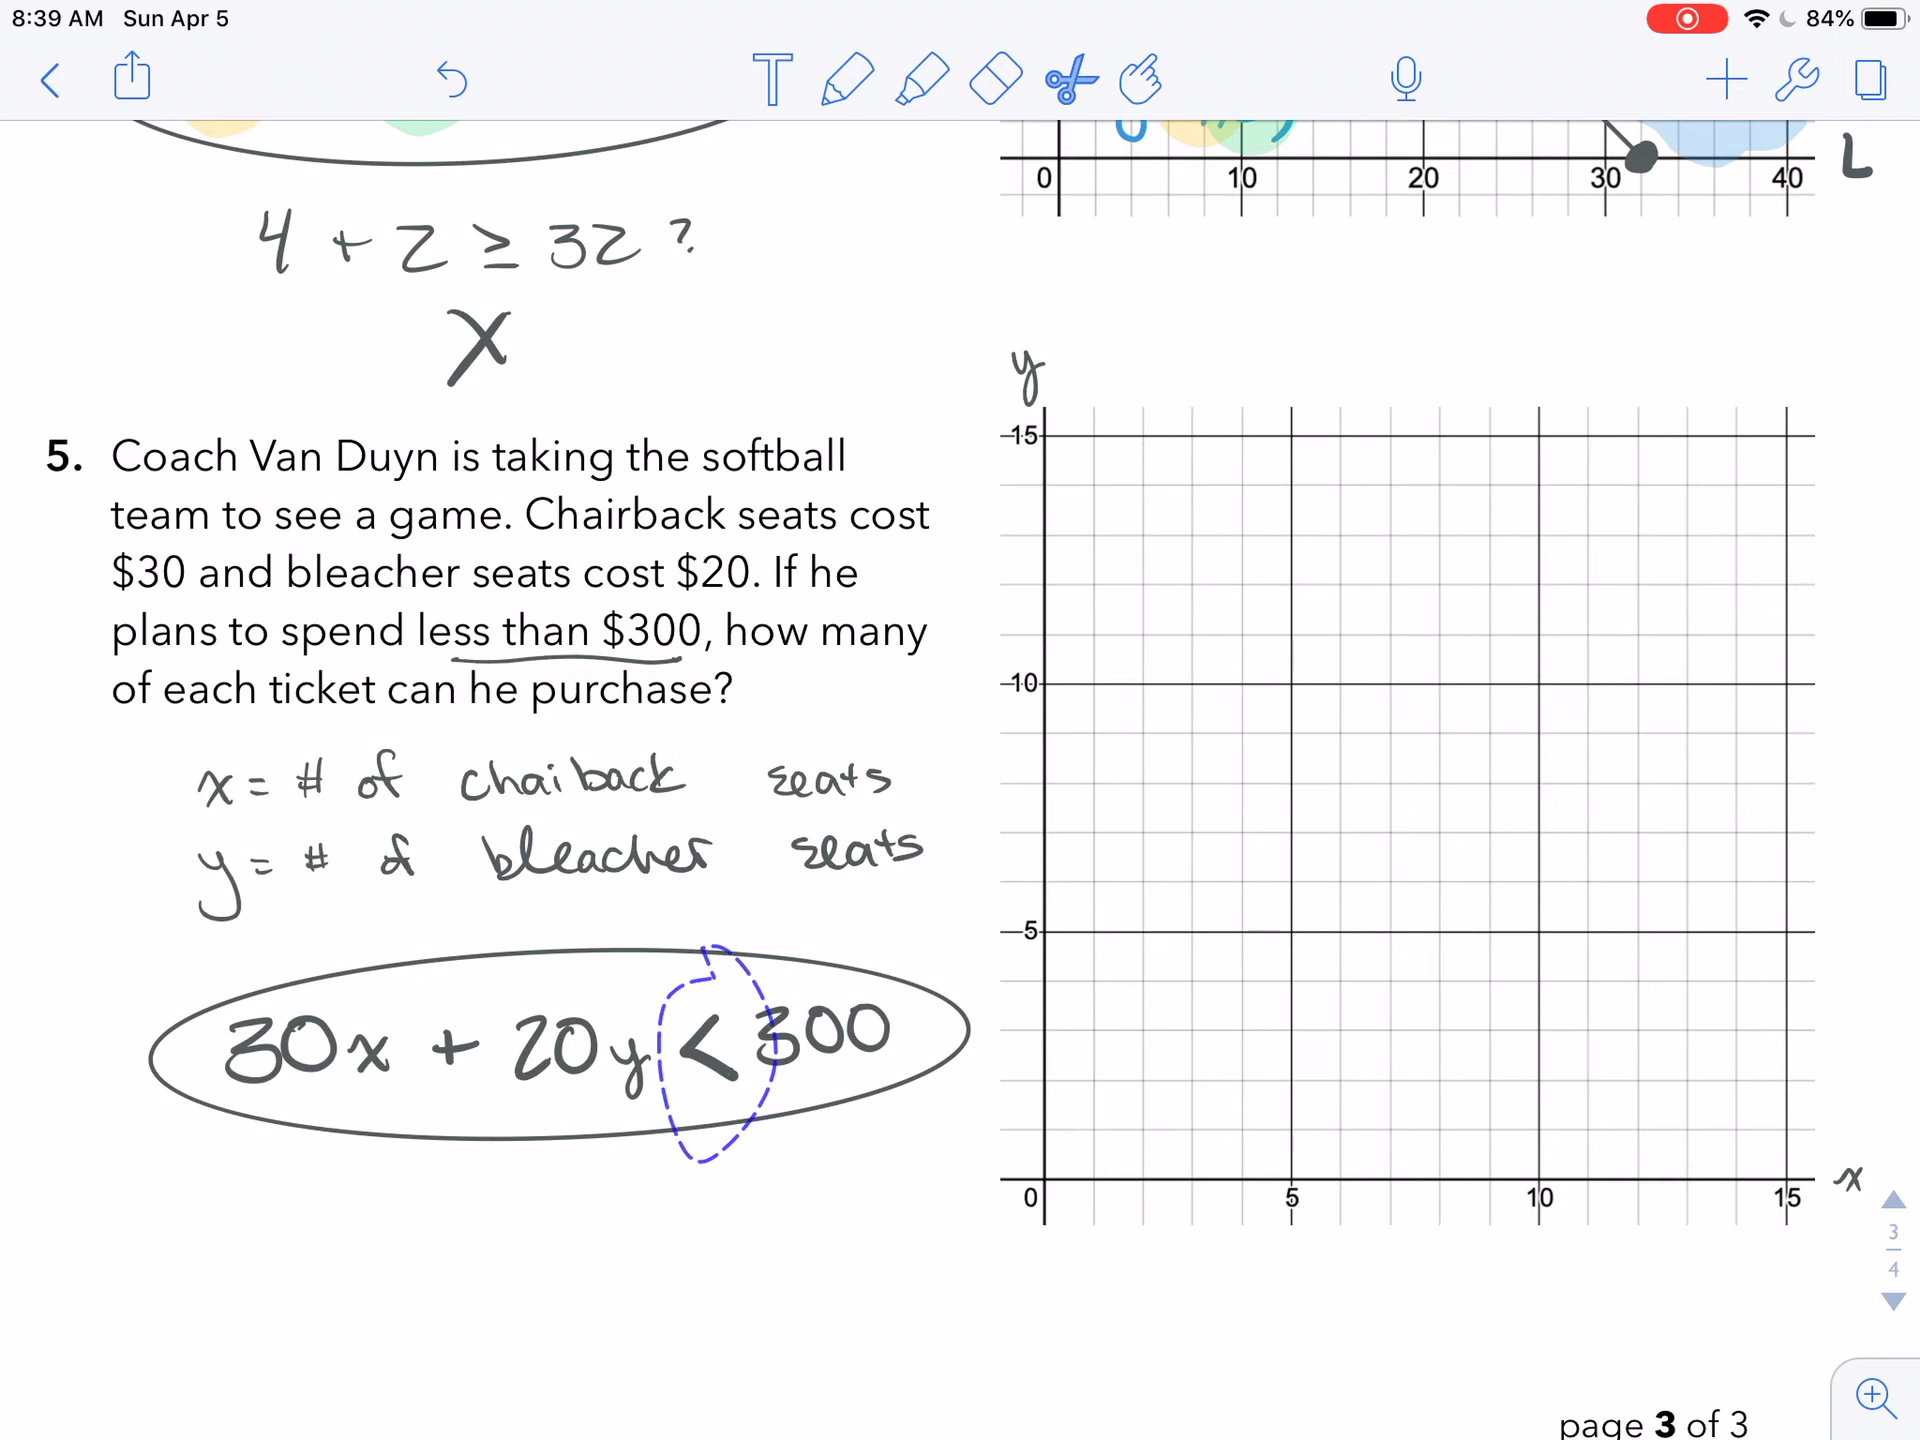 8:39 AM Sun Apr 5
84%
T
0 10 20 30 40 L
4 + 2 ≥ 32 ?
X
5. Coach Van Duyn is taking the softball
team to see a game. Chairback seats cost
$30 and bleacher seats cost $20. If he
plans to spend less than $300, how many
of each ticket can he purchase?
x = # of chaiback seats
y = # of bleacher seats
30x + 20y < 300
y
15
10
5
0 5 10 15 x
3
4
page 3 of 3